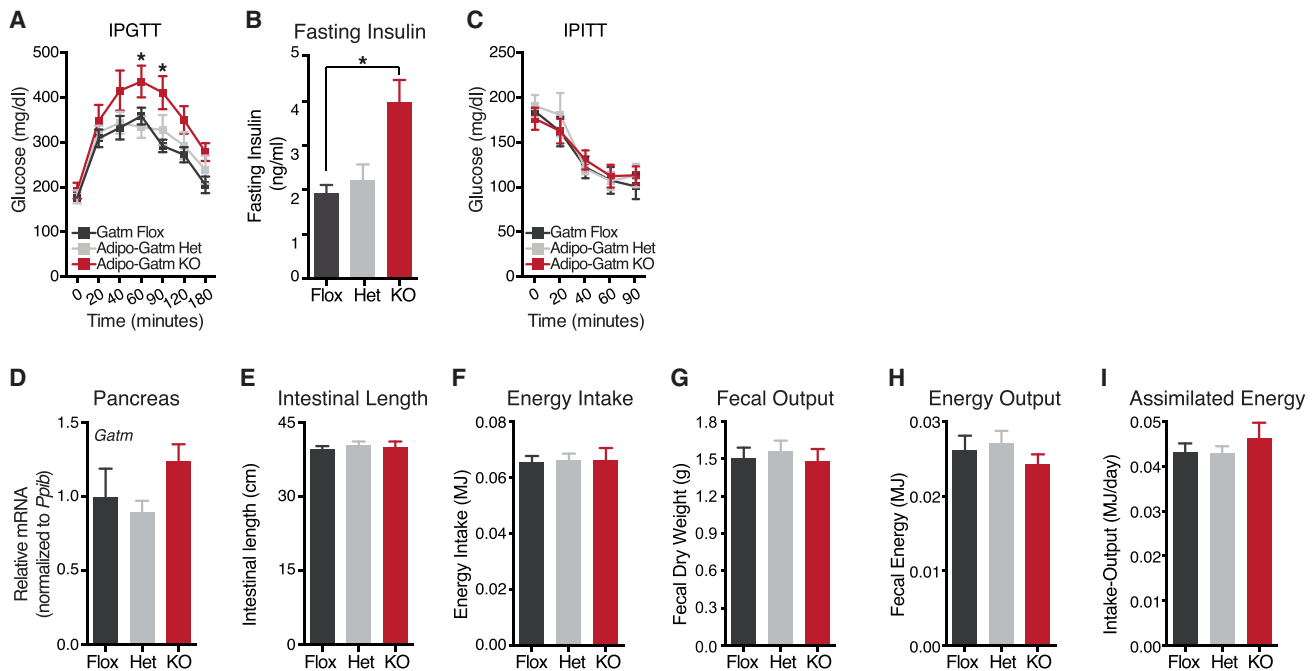 A
IPGTT
500
400
300
200
100
0
Glucose (mg/dl)
* *
Gatm Flox
Adipo-Gatm Het
Adipo-Gatm KO
0 20 40 60 90 120 180
Time (minutes)
B
Fasting Insulin
5
4
3
2
1
0
Fasting Insulin
(ng/ml)
*
Flox Het KO
C
IPITT
250
200
150
100
50
0
Glucose (mg/dl)
Gatm Flox
Adipo-Gatm Het
Adipo-Gatm KO
0 20 40 60 90
Time (minutes)
D
Pancreas
Gatm
1.5
1.0
0.5
0.0
Relative mRNA
(normalized to Ppib)
Flox Het KO
E
Intestinal Length
60
45
30
15
0
Intestinal length (cm)
Flox Het KO
F
Energy Intake
0.08
0.06
0.04
0.02
0.00
Energy Intake (MJ)
Flox Het KO
G
Fecal Output
1.8
1.5
1.2
0.9
0.6
0.3
0.0
Fecal Dry Weight (g)
Flox Het KO
H
Energy Output
0.03
0.02
0.01
0.00
Fecal Energy (MJ)
Flox Het KO
I
Assimilated Energy
0.05
0.04
0.03
0.02
0.01
0.00
Intake-Output (MJ/day)
Flox Het KO